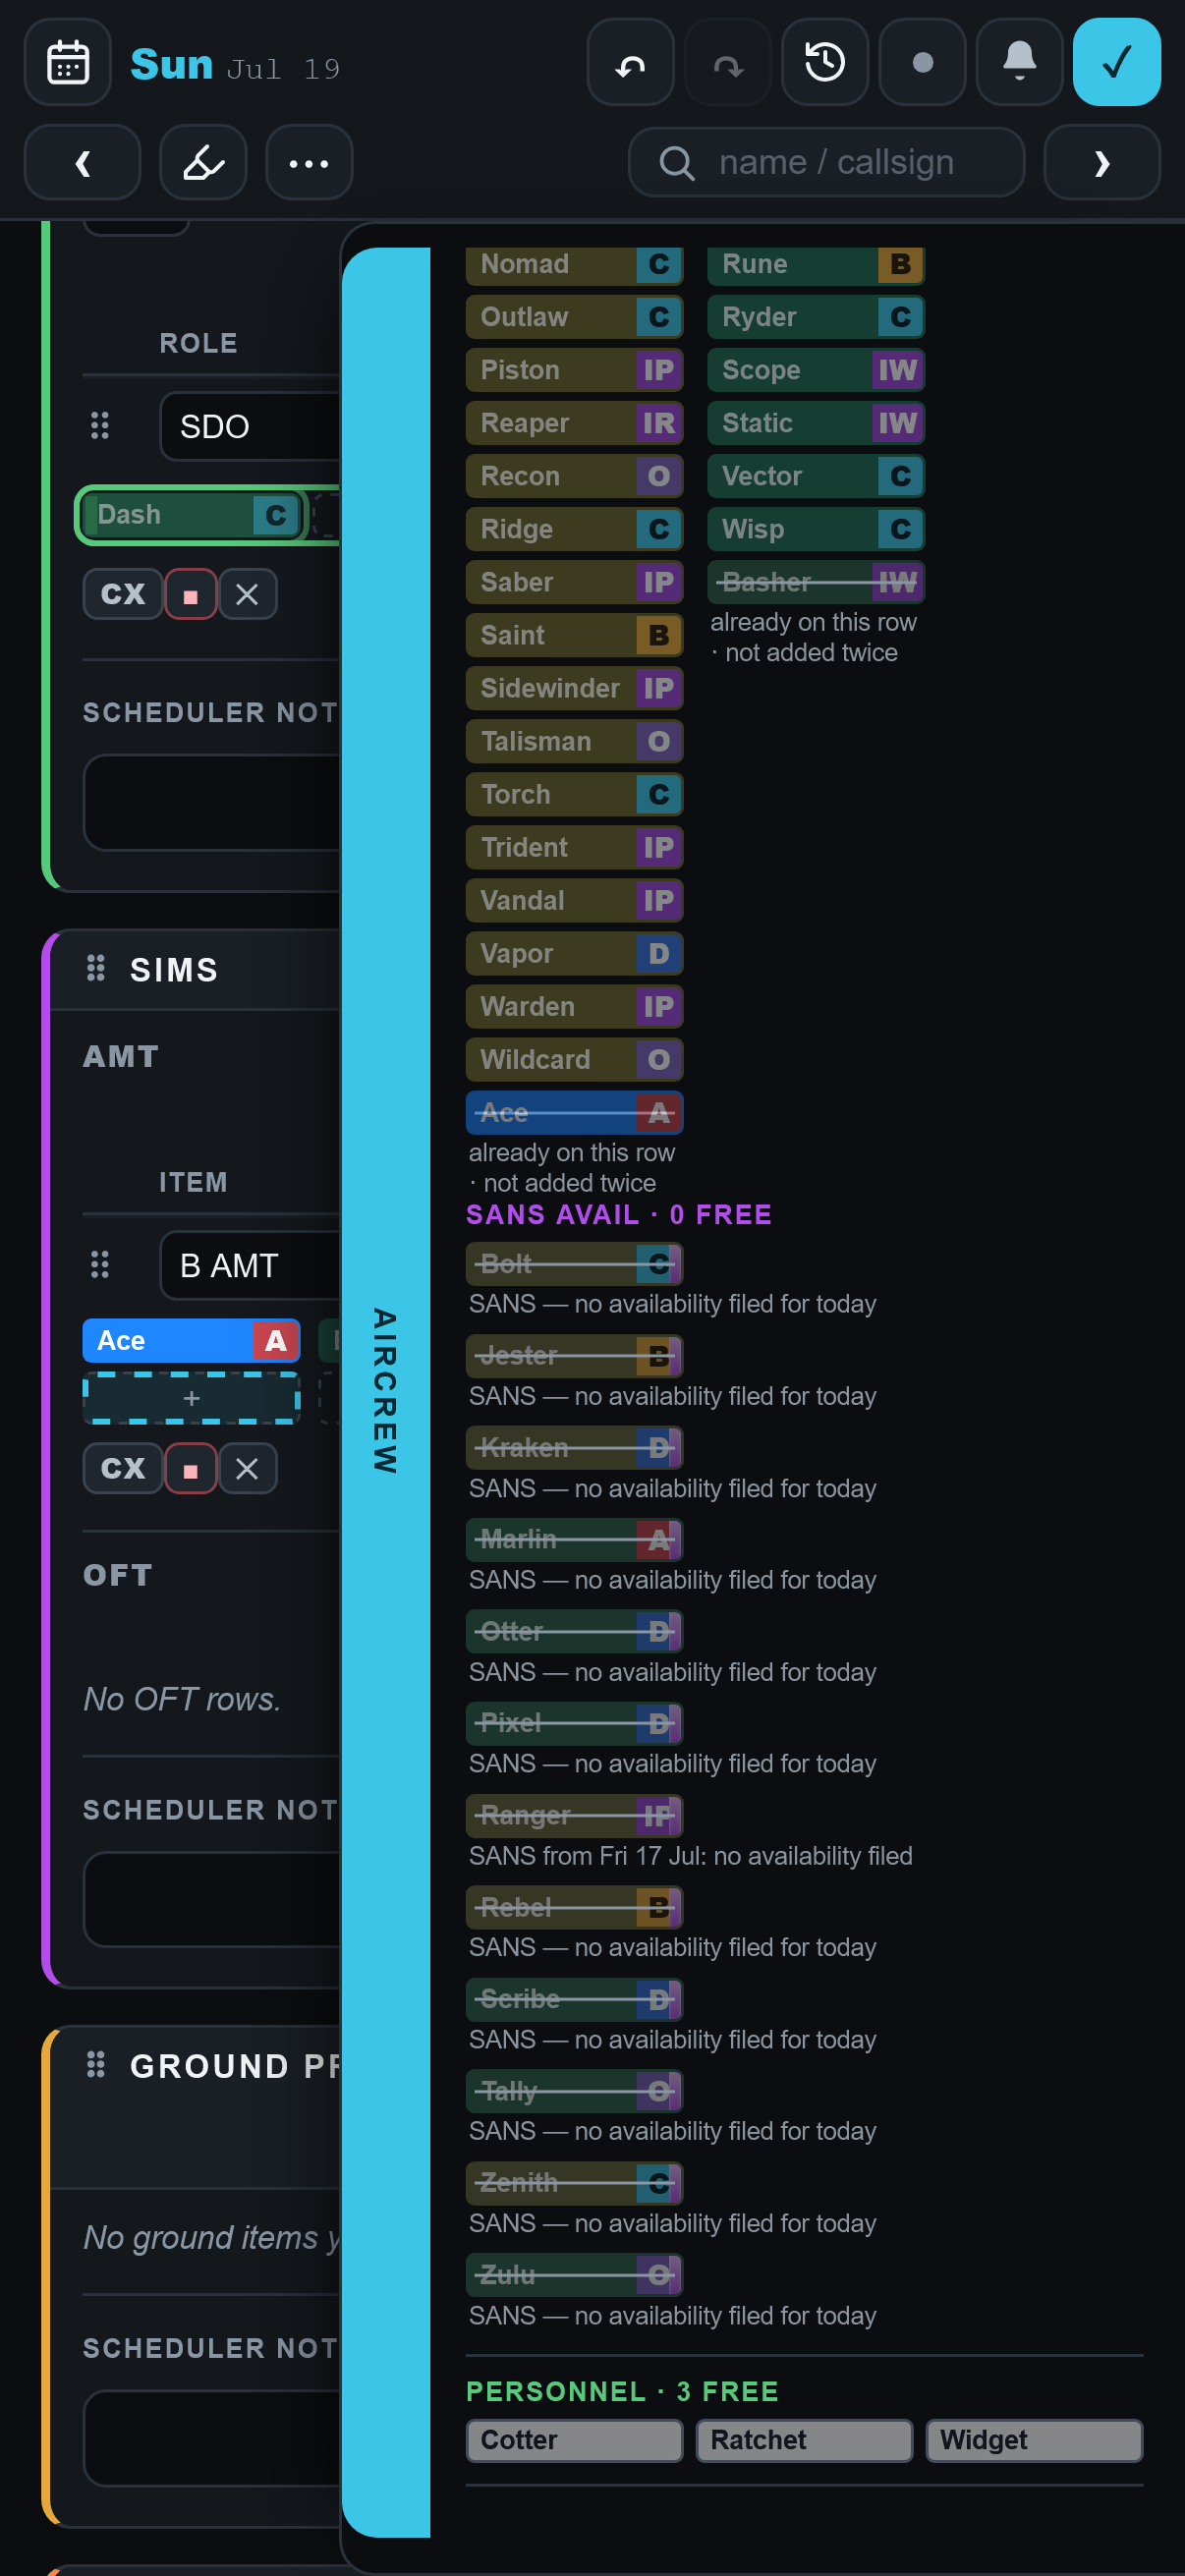 Sun Jul 19
name / callsign
ROLE
SDO
Dash C
CX
SCHEDULER NOT
SIMS
AMT
ITEM
B AMT
Ace A
+
CX
OFT
No OFT rows.
SCHEDULER NOT
GROUND PR
No ground items y
SCHEDULER NOT
AIRCREW
Nomad C
Outlaw C
Piston IP
Reaper IR
Recon O
Ridge C
Saber IP
Saint B
Sidewinder IP
Talisman O
Torch C
Trident IP
Vandal IP
Vapor D
Warden IP
Wildcard O
Ace A
already on this row
· not added twice
Rune B
Ryder C
Scope IW
Static IW
Vector C
Wisp C
Basher IW
already on this row
· not added twice
SANS AVAIL · 0 FREE
Bolt C
SANS — no availability filed for today
Jester B
SANS — no availability filed for today
Kraken D
SANS — no availability filed for today
Marlin A
SANS — no availability filed for today
Otter D
SANS — no availability filed for today
Pixel D
SANS — no availability filed for today
Ranger IP
SANS from Fri 17 Jul: no availability filed
Rebel B
SANS — no availability filed for today
Scribe D
SANS — no availability filed for today
Tally O
SANS — no availability filed for today
Zenith C
SANS — no availability filed for today
Zulu O
SANS — no availability filed for today
PERSONNEL · 3 FREE
Cotter Ratchet Widget